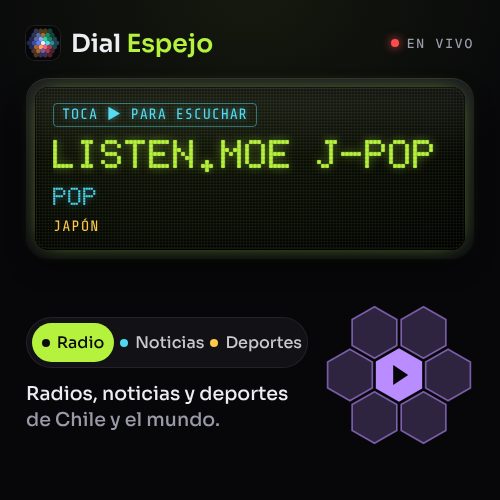 Dial Espejo
EN VIVO
TOCA ▶ PARA ESCUCHAR
LISTEN.MOE J-POP
POP
JAPÓN
Radio Noticias Deportes
Radios, noticias y deportes
de Chile y el mundo.